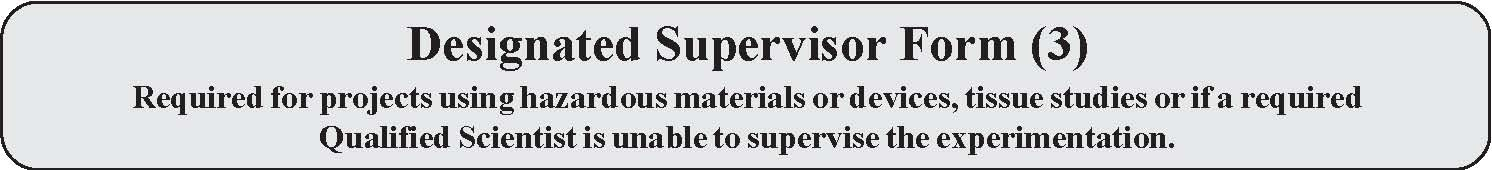 Designated Supervisor Form (3)
Required for projects using hazardous materials or devices, tissue studies or if a required
Qualified Scientist is unable to supervise the experimentation.